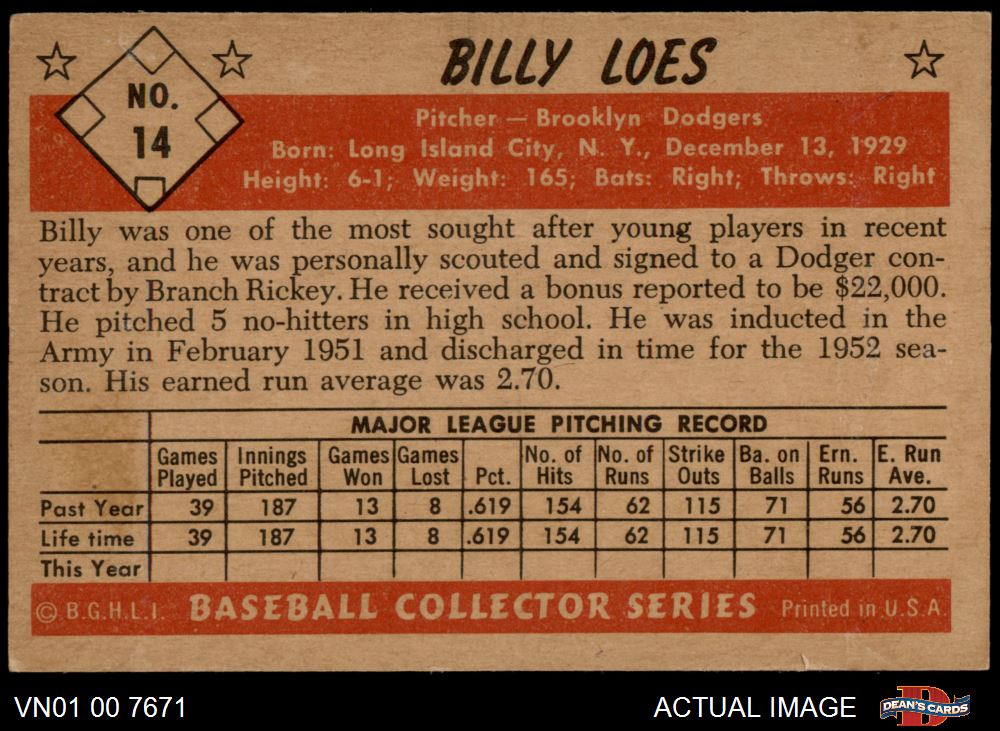 BILLY LOES
NO.
14
Pitcher — Brooklyn Dodgers
Born: Long Island City, N. Y., December 13, 1929
Height: 6-1; Weight: 165; Bats: Right; Throws: Right
Billy was one of the most sought after young players in recent
years, and he was personally scouted and signed to a Dodger con-
tract by Branch Rickey. He received a bonus reported to be $22,000.
He pitched 5 no-hitters in high school. He was inducted in the
Army in February 1951 and discharged in time for the 1952 sea-
son. His earned run average was 2.70.
MAJOR LEAGUE PITCHING RECORD
Games Innings Games Games No. of No. of Strike Ba. on Ern. E. Run
Played Pitched Won Lost Pct. Hits Runs Outs Balls Runs Ave.
Past Year 39 187 13 8 .619 154 62 115 71 56 2.70
Life time 39 187 13 8 .619 154 62 115 71 56 2.70
This Year
© B.G.H.L.I. BASEBALL COLLECTOR SERIES Printed in U.S.A.
VN01 00 7671 ACTUAL IMAGE D DEAN'S CARDS